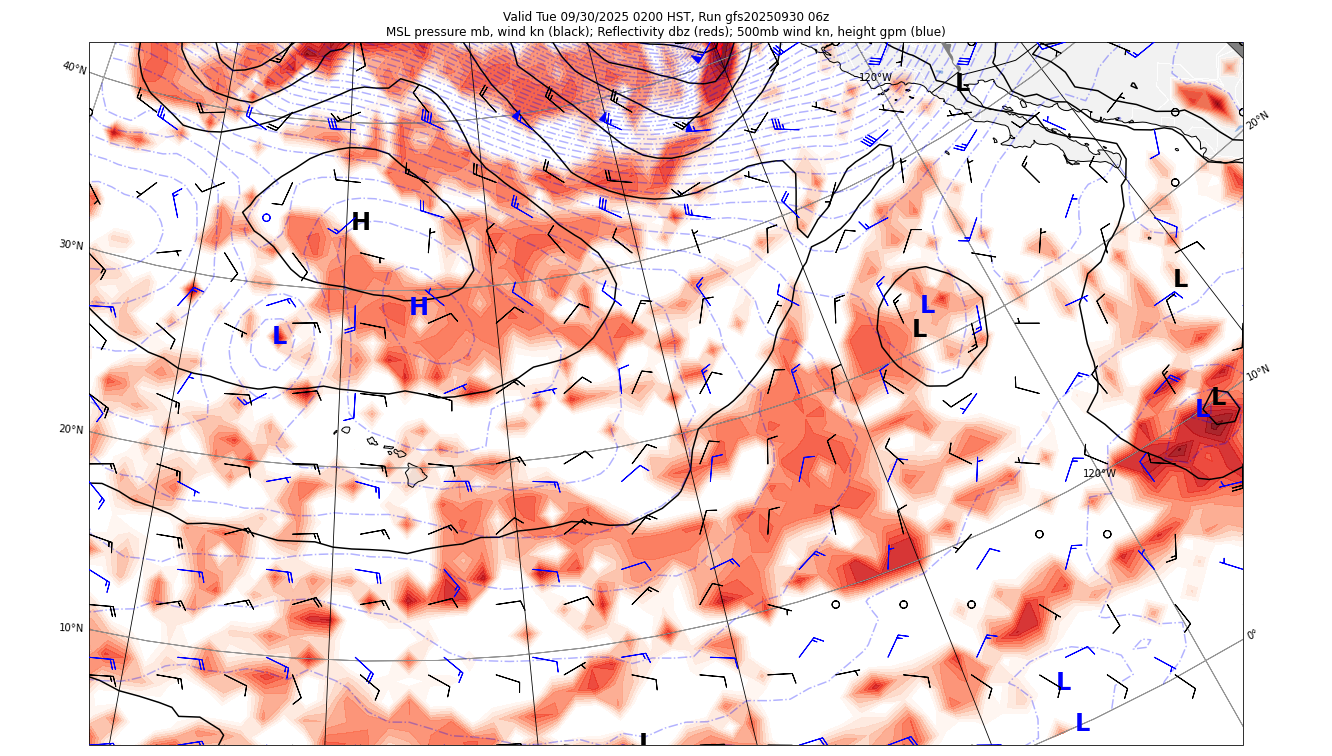 Valid Tue 09/30/2025 0200 HST, Run gfs20250930 06z
MSL pressure mb, wind kn (black); Reflectivity dbz (reds); 500mb wind kn, height gpm (blue)
40°N
120°W
L
20°N
30°N
H
H
L
L
L
L
10°N
L
L
20°N
120°W
10°N
0°
L
L
L